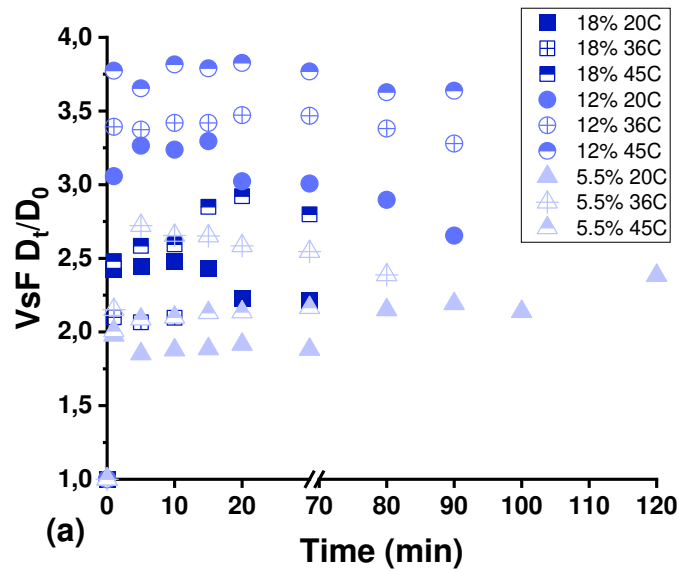 4,0
3,5
3,0
2,5
2,0
1,5
1,0
VsF Dt/D0
18% 20C
18% 36C
18% 45C
12% 20C
12% 36C
12% 45C
5.5% 20C
5.5% 36C
5.5% 45C
0 10 20 70 80 90 100 120
(a)
Time (min)